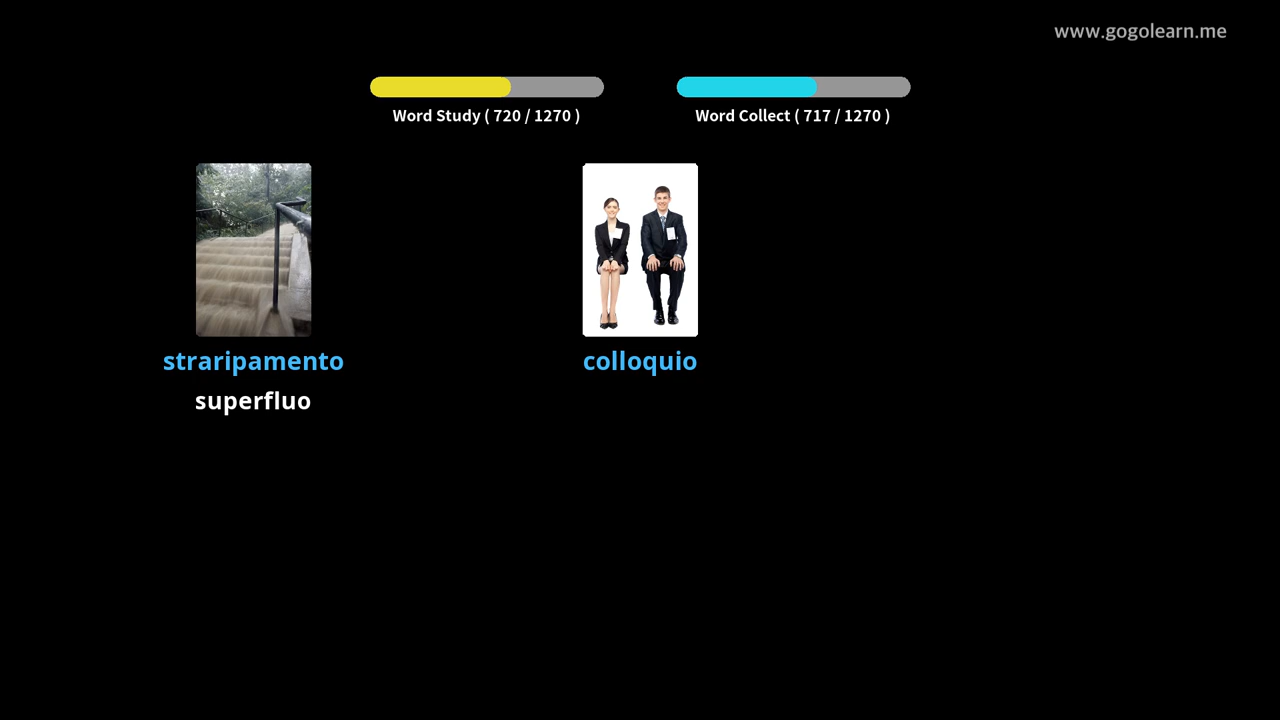 www.gogolearn.me
Word Study ( 720 / 1270 )
Word Collect ( 717 / 1270 )
straripamento
superfluo
colloquio